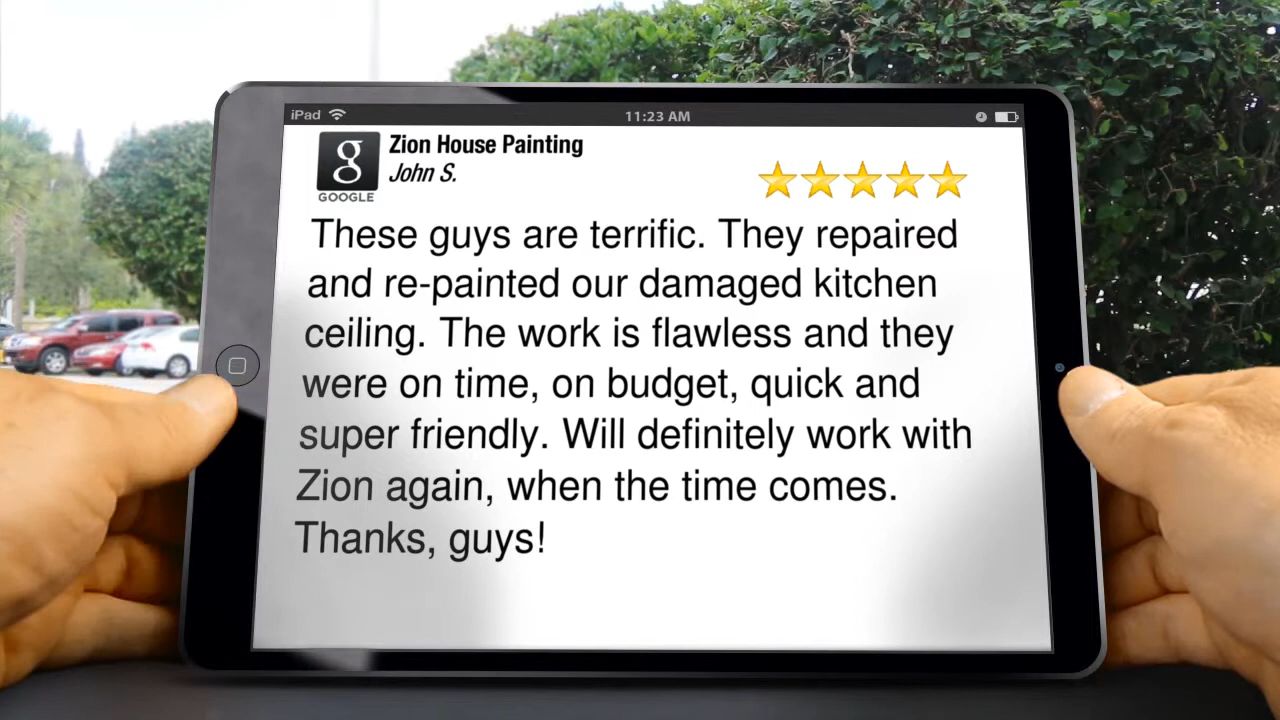 iPad 11:23 AM
g
GOOGLE
Zion House Painting
John S.
These guys are terrific. They repaired
and re-painted our damaged kitchen
ceiling. The work is flawless and they
were on time, on budget, quick and
super friendly. Will definitely work with
Zion again, when the time comes.
Thanks, guys!